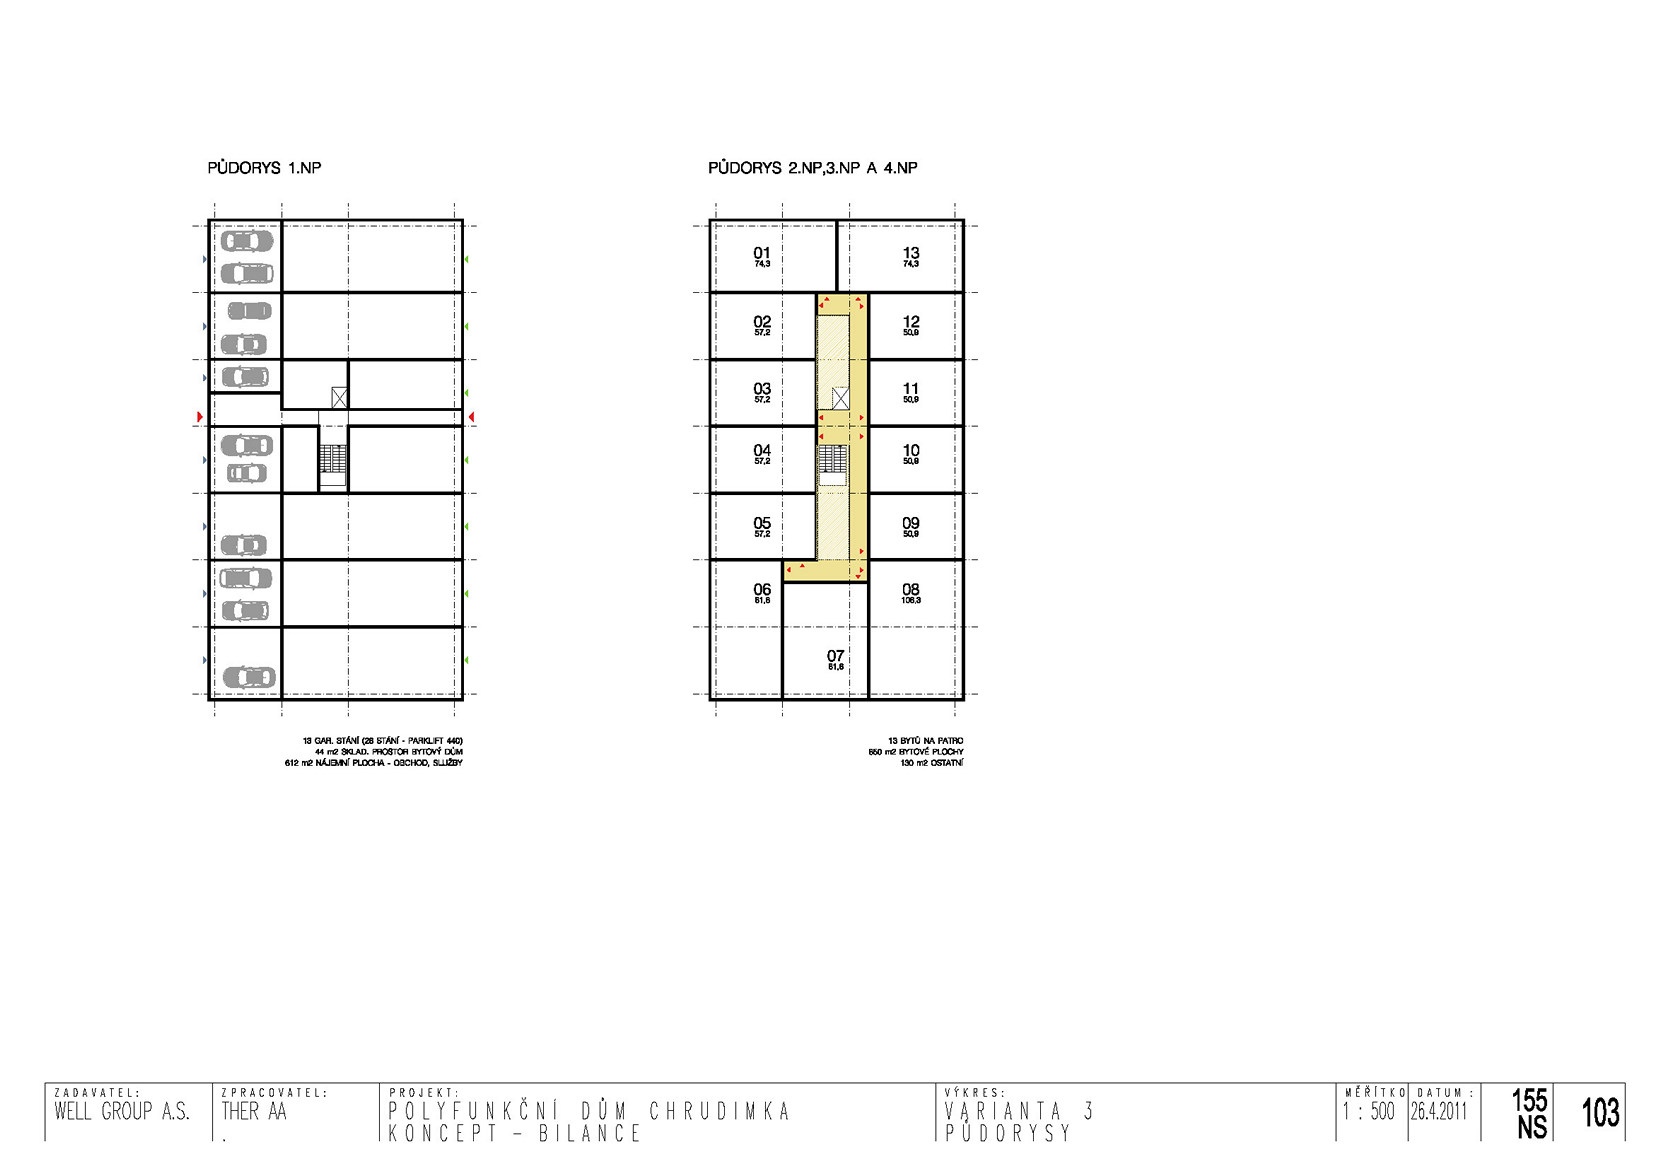 PŮDORYS 1.NP
PŮDORYS 2.NP,3.NP A 4.NP
01
74,3
13
74,3
02
57,2
12
50,9
03
57,2
11
50,9
04
57,2
10
50,9
05
57,2
09
50,9
06
61,6
08
106,3
07
61,6
13 GAR. STÁNÍ (26 STÁNÍ - PARKLIFT 440)
44 m2 SKLAD. PROSTOR BYTOVÝ DŮM
612 m2 NÁJEMNÍ PLOCHA - OBCHOD, SLUŽBY
13 BYTŮ NA PATRO
850 m2 BYTOVÉ PLOCHY
130 m2 OSTATNÍ
ZADAVATEL:
WELL GROUP A.S.
ZPRACOVATEL:
THER AA
.
PROJEKT:
POLYFUNKČNÍ DŮM CHRUDIMKA
KONCEPT – BILANCE
VÝKRES:
VARIANTA 3
PŮDORYSY
MĚŘÍTKO
1 : 500
DATUM :
26.4.2011
155
NS
103